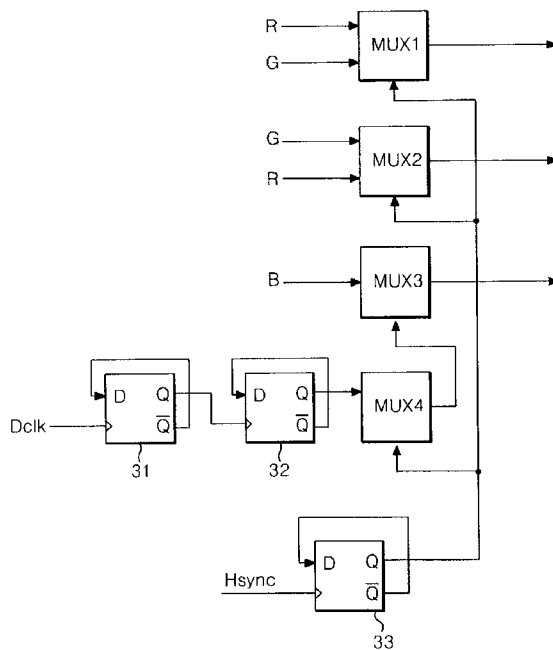 R
G
MUX1
G
R
MUX2
B
MUX3
D Q
Q̅
D Q
Q̅
MUX4
Dclk
31
32
D Q
Q̅
Hsync
33